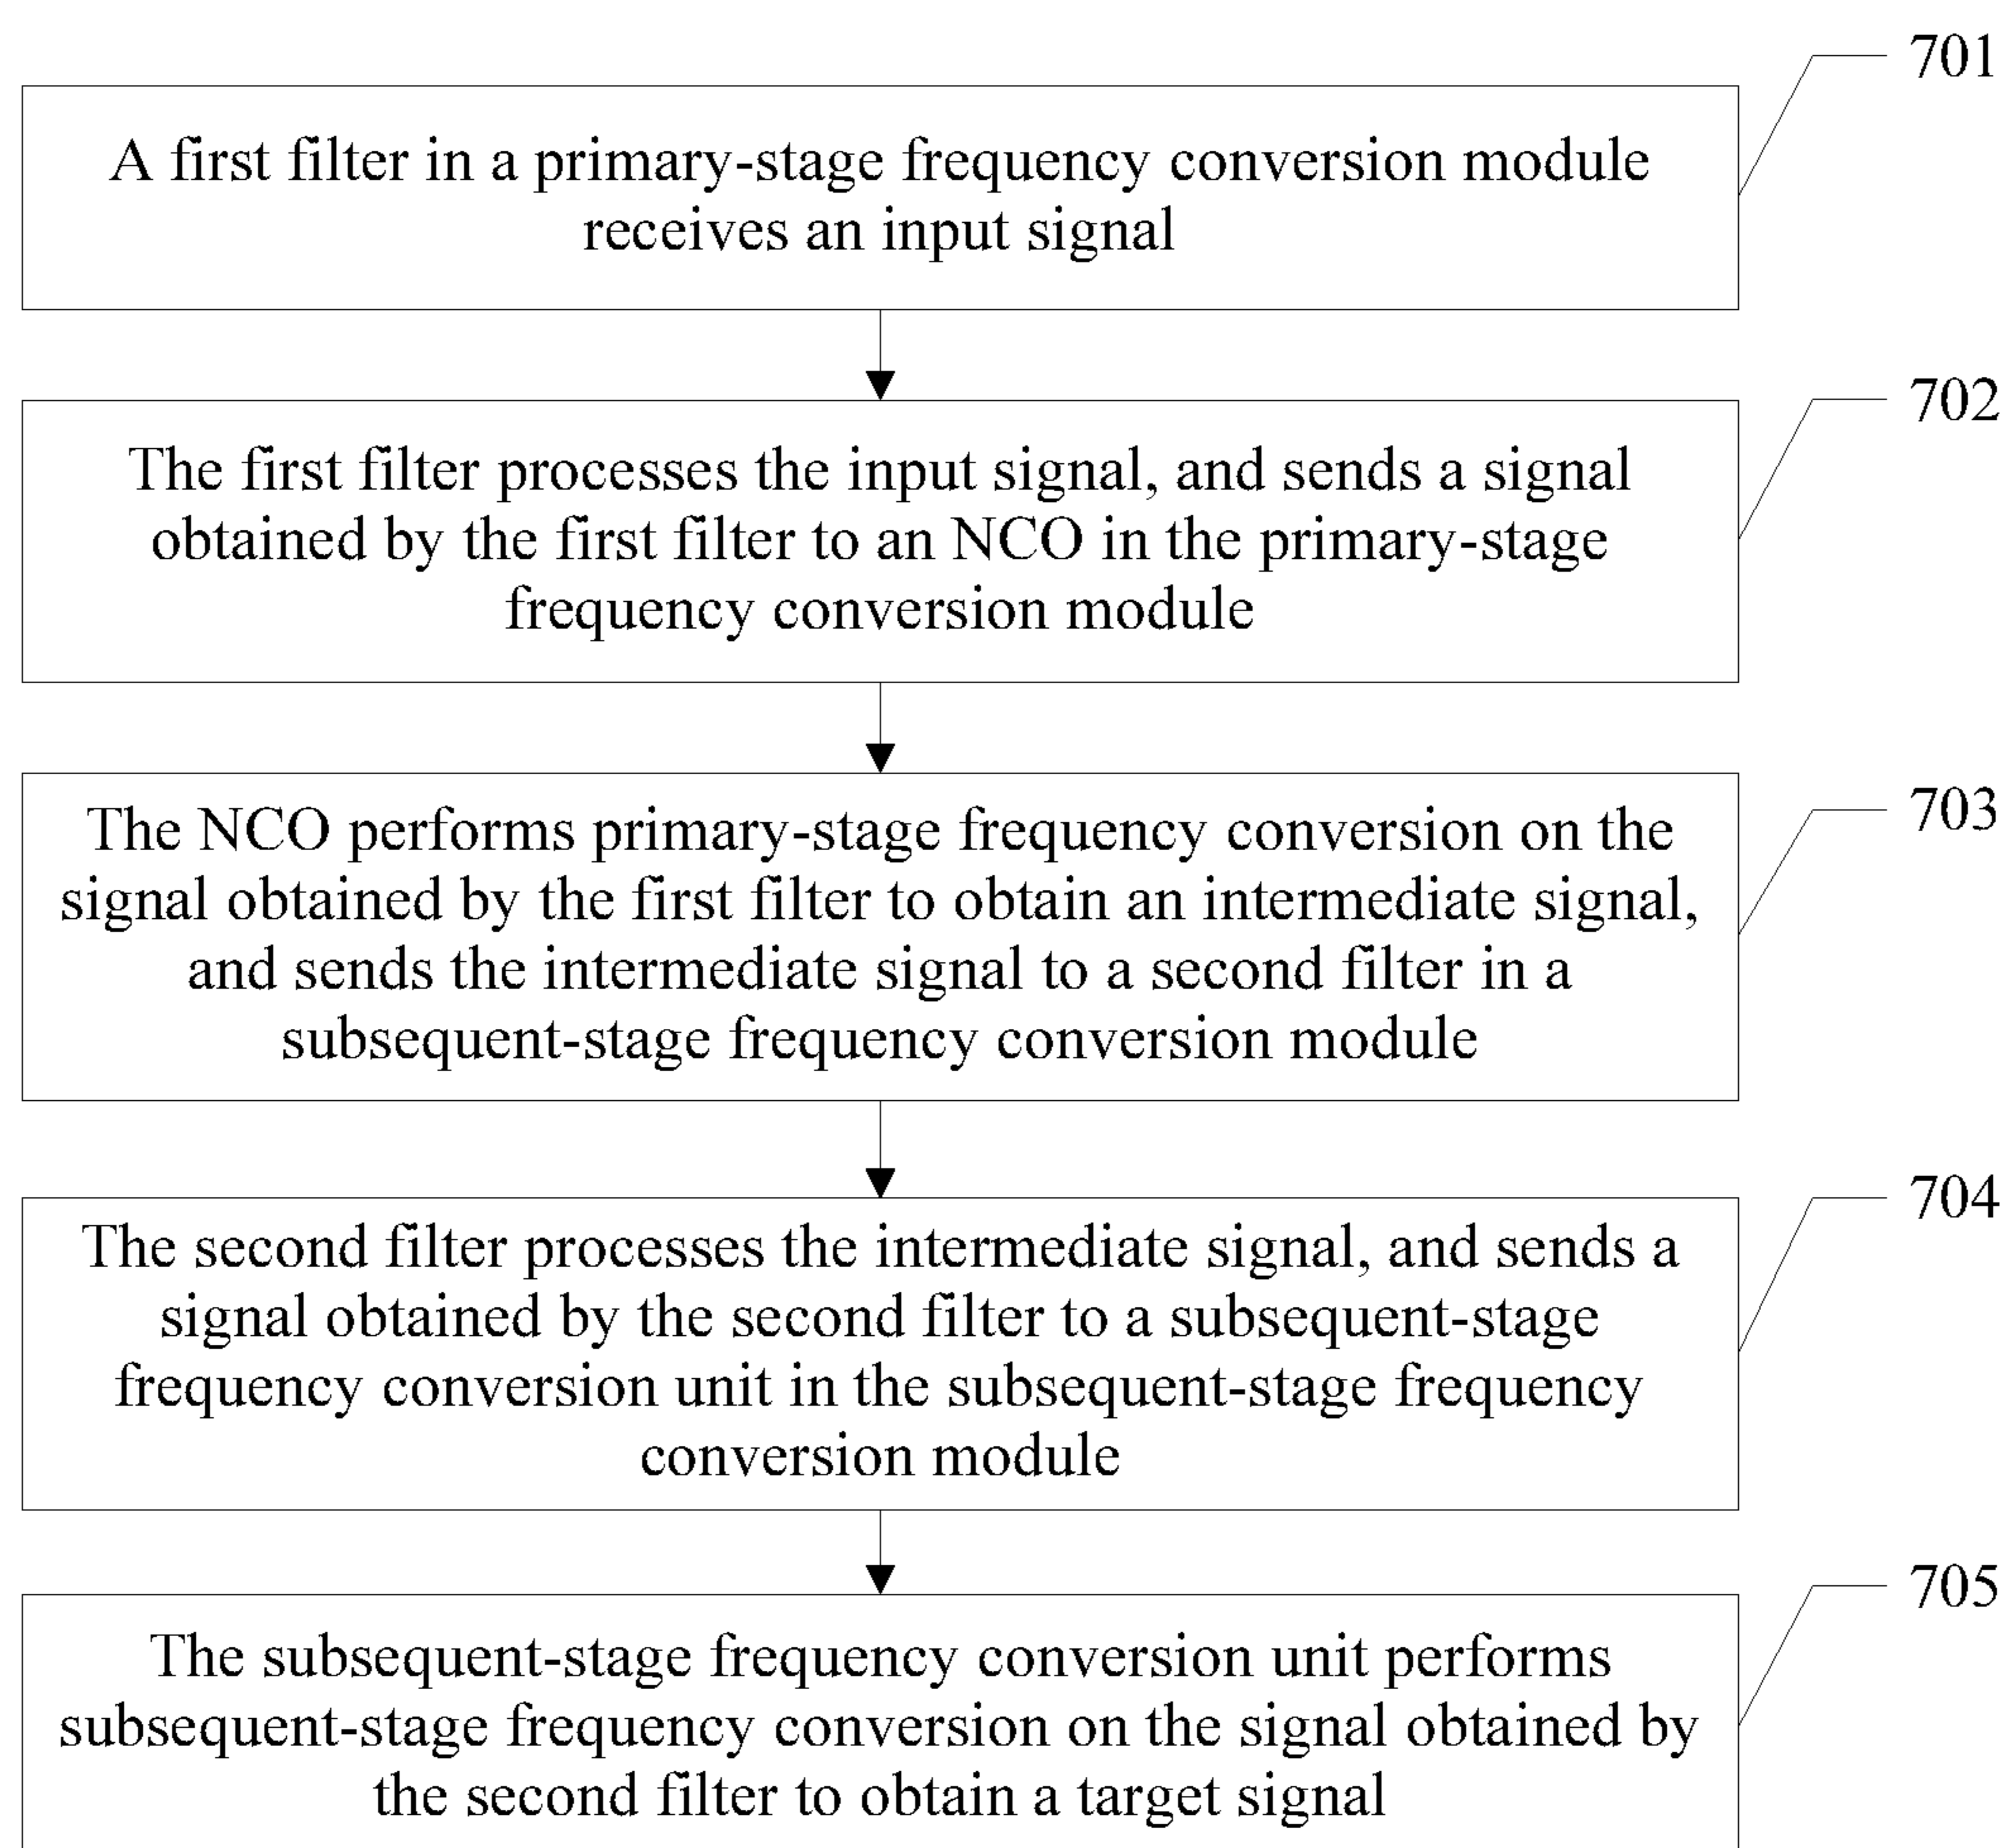 701
A first filter in a primary-stage frequency conversion module
receives an input signal
702
The first filter processes the input signal, and sends a signal
obtained by the first filter to an NCO in the primary-stage
frequency conversion module
703
The NCO performs primary-stage frequency conversion on the
signal obtained by the first filter to obtain an intermediate signal,
and sends the intermediate signal to a second filter in a
subsequent-stage frequency conversion module
704
The second filter processes the intermediate signal, and sends a
signal obtained by the second filter to a subsequent-stage
frequency conversion unit in the subsequent-stage frequency
conversion module
705
The subsequent-stage frequency conversion unit performs
subsequent-stage frequency conversion on the signal obtained by
the second filter to obtain a target signal